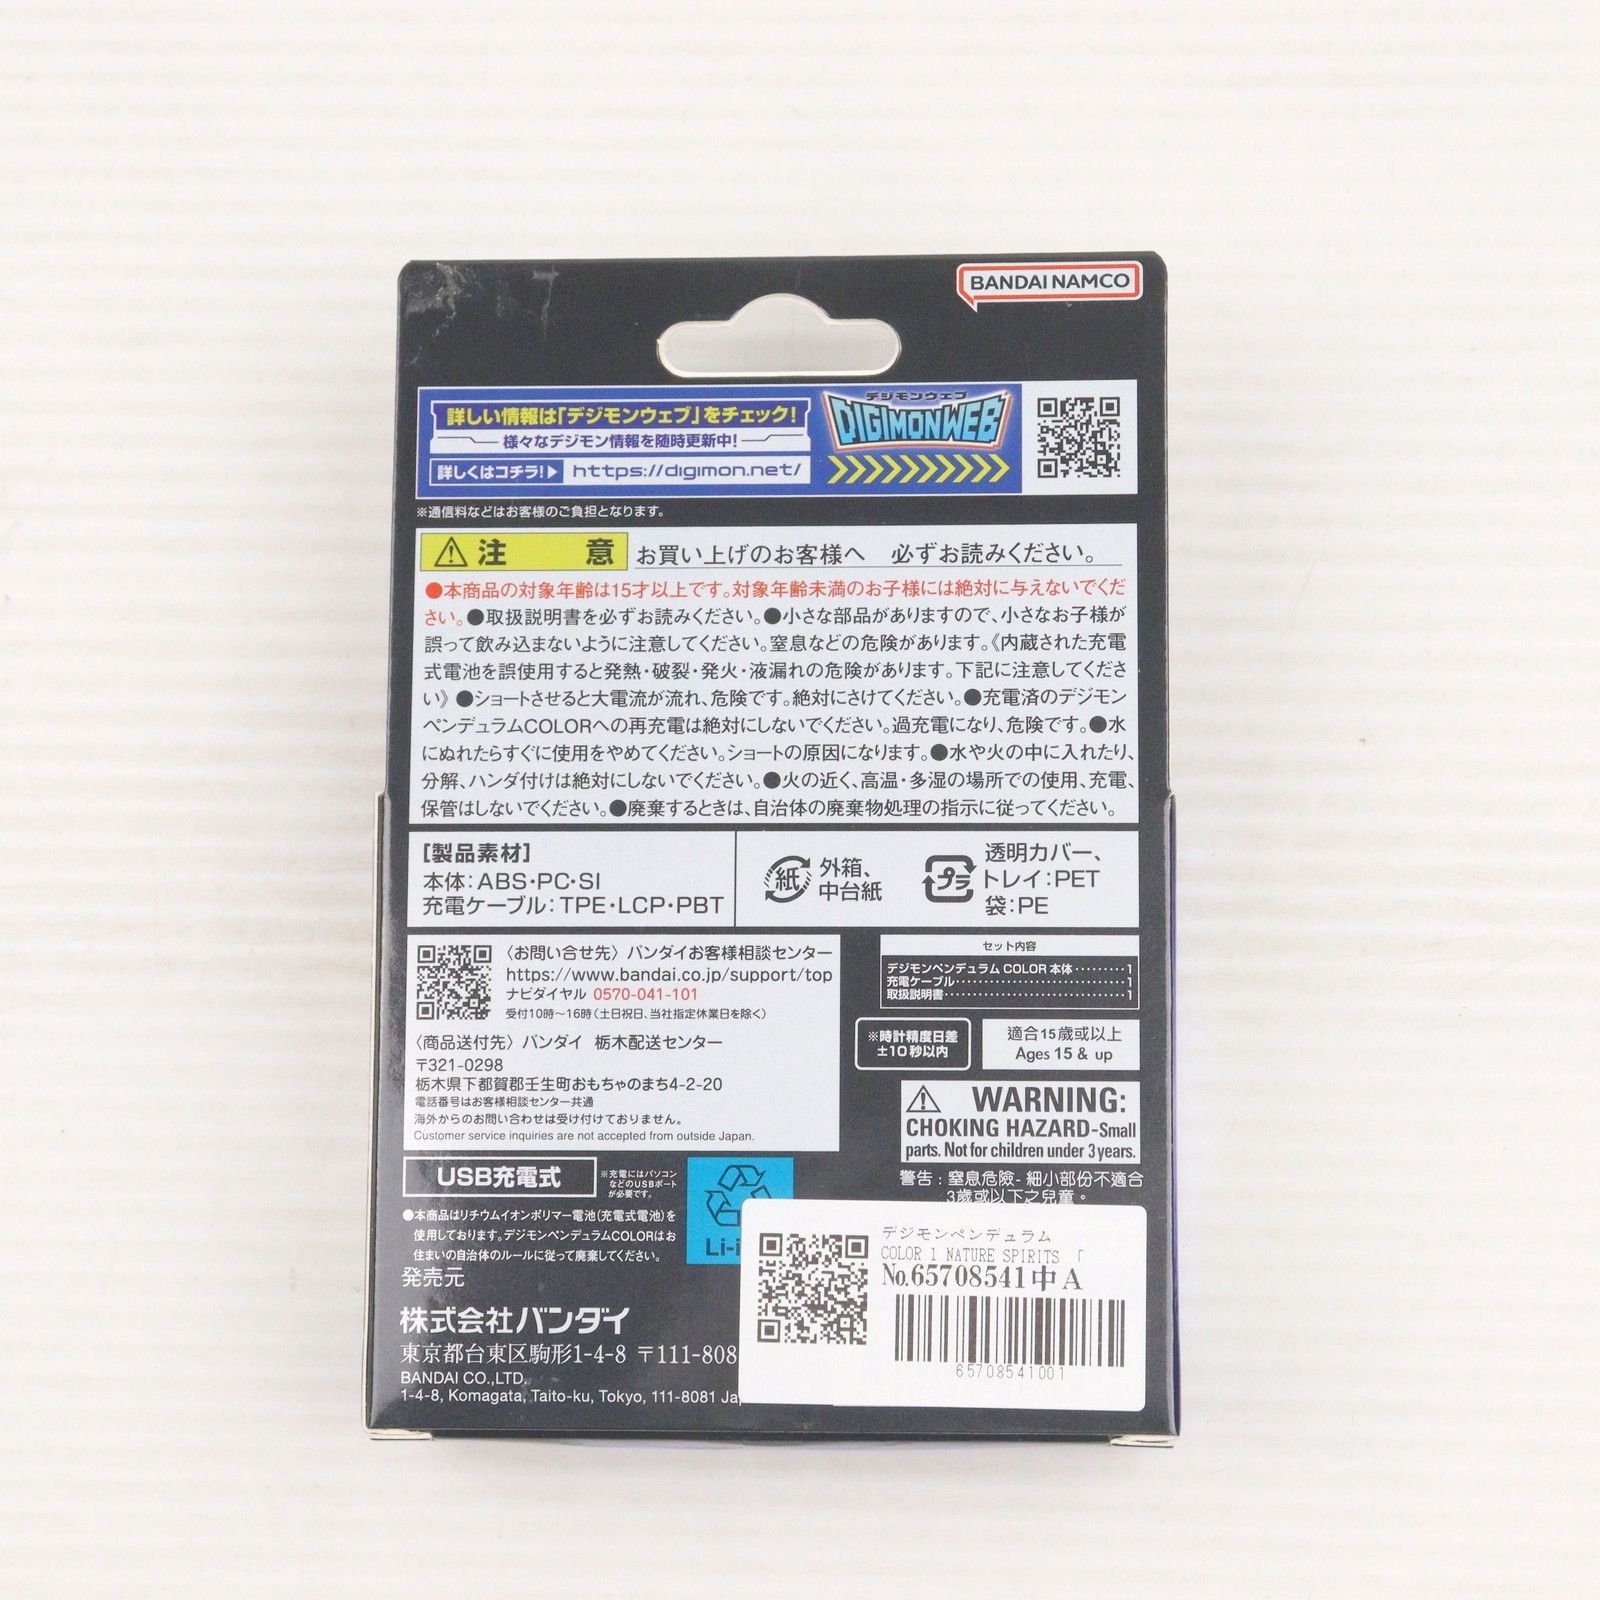 BANDAI NAMCO
詳しい情報は「デジモンウェブ」をチェック!
様々なデジモン情報を随時更新中!
詳しくはコチラ!▶ https://digimon.net/
デジモンウェブ
DIGIMONWEB
※通信料などはお客様のご負担となります。
注 意 お買い上げのお客様へ 必ずお読みください。
●本商品の対象年齢は15才以上です。対象年齢未満のお子様には絶対に与えないでくだ
さい。●取扱説明書を必ずお読みください。●小さな部品がありますので、小さなお子様が
誤って飲み込まないように注意してください。窒息などの危険があります。《内蔵された充電
式電池を誤使用すると発熱・破裂・発火・液漏れの危険があります。下記に注意してくださ
い》●ショートさせると大電流が流れ、危険です。絶対にさけてください。●充電済のデジモン
ペンデュラムCOLORへの再充電は絶対にしないでください。過充電になり、危険です。●水
にぬれたらすぐに使用をやめてください。ショートの原因になります。●水や火の中に入れたり、
分解、ハンダ付けは絶対にしないでください。●火の近く、高温・多湿の場所での使用、充電、
保管はしないでください。●廃棄するときは、自治体の廃棄物処理の指示に従ってください。
[製品素材]
本体:ABS・PC・SI
充電ケーブル:TPE・LCP・PBT
紙
外箱、
中台紙
プラ
透明カバー、
トレイ:PET
袋:PE
〈お問い合せ先〉バンダイお客様相談センター
https://www.bandai.co.jp/support/top
ナビダイヤル 0570-041-101
受付10時〜16時(土日祝日、当社指定休業日を除く)
〈商品送付先〉バンダイ 栃木配送センター
〒321-0298
栃木県下都賀郡壬生町おもちゃのまち4-2-20
電話番号はお客様相談センター共通
海外からのお問い合わせは受け付けておりません。
Customer service inquiries are not accepted from outside Japan.
セット内容
デジモンペンデュラム COLOR 本体………1
充電ケーブル………1
取扱説明書………1
※時計精度日差
±10秒以内
適合15歲或以上
Ages 15 & up
WARNING:
CHOKING HAZARD-Small
parts. Not for children under 3 years.
警告：窒息危險-細小部份不適合
3歲或以下之兒童。
USB充電式
※充電にはパソコン
などのUSBポート
が必要です。
●本商品はリチウムイオンポリマー電池(充電式電池)を
使用しております。デジモンペンデュラムCOLORはお
住まいの自治体のルールに従って廃棄してください。
Li-i
発売元
株式会社バンダイ
東京都台東区駒形1-4-8 〒111-808
BANDAI CO.,LTD.
1-4-8, Komagata, Taito-ku, Tokyo, 111-8081 Ja
デジモンペンデュラム
COLOR 1 NATURE SPIRITS 「
No.65708541中A
65708541001